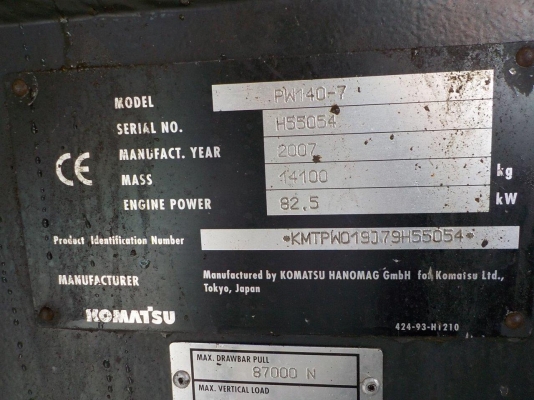 MODEL PW140-7
SERIAL NO. H55054
MANUFACT. YEAR 2007
MASS 14100 kg
ENGINE POWER 82,5 kW
CE
Product Identification Number *KMTPW019J79H55054*
MANUFACTURER Manufactured by KOMATSU HANOMAG GmbH for Komatsu Ltd.,
Tokyo, Japan
KOMATSU
424-93-H1210
MAX. DRAWBAR PULL
87000 N
MAX. VERTICAL LOAD